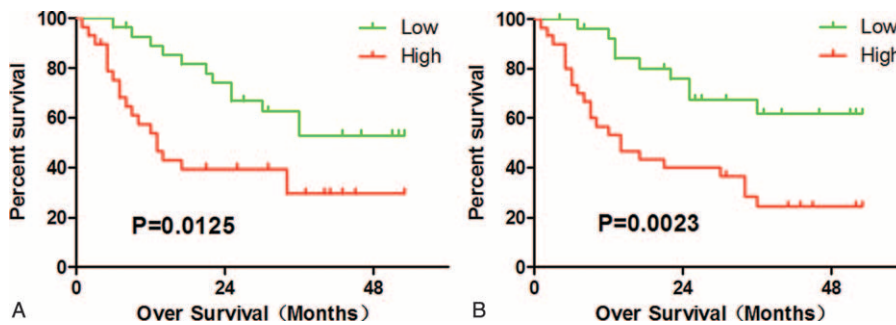 Percent survival
100
80
60
40
20
0
Low
High
P=0.0125
0 24 48
Over Survival（Months）
A
Percent survival
100
80
60
40
20
0
Low
High
P=0.0023
0 24 48
Over Survival（Months）
B